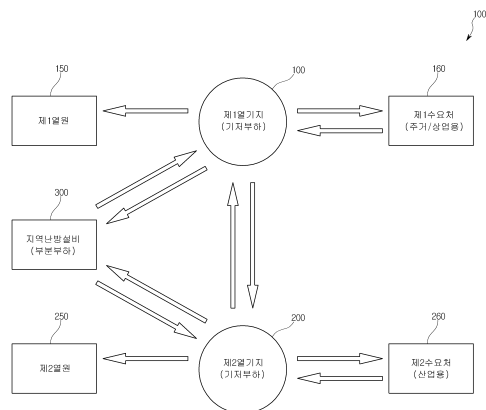 100
150
제1열원
100
제1열기지
(기저부하)
160
제1수요처
(주거/상업용)
300
지역난방설비
(부분부하)
250
제2열원
200
제2열기지
(기저부하)
260
제2수요처
(산업용)